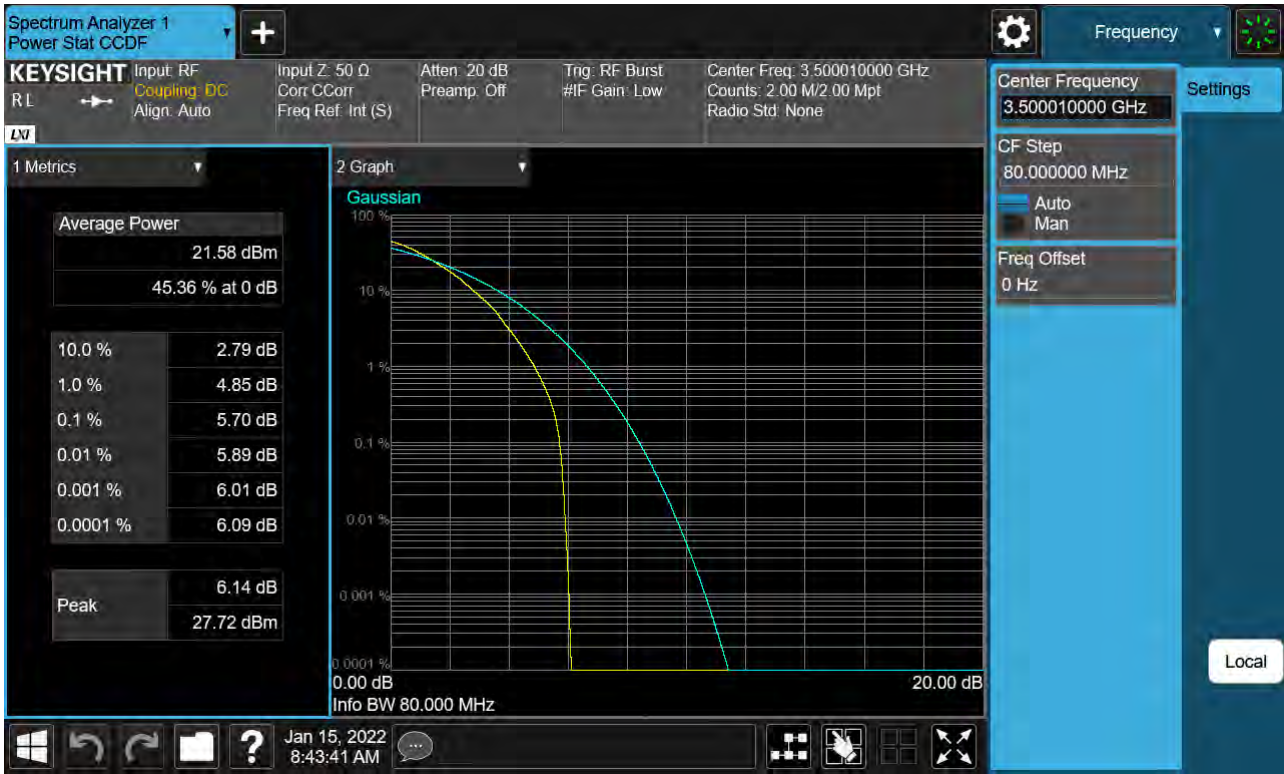 Spectrum Analyzer 1
Power Stat CCDF
+
Frequency
KEYSIGHT
RL
LXI
Input: RF
Coupling: DC
Align: Auto
Input Z: 50 Ω
Corr CCorr
Freq Ref: Int (S)
Atten: 20 dB
Preamp: Off
Trig: RF Burst
#IF Gain: Low
Center Freq: 3.500010000 GHz
Counts: 2.00 M/2.00 Mpt
Radio Std: None
Center Frequency
3.500010000 GHz
Settings
CF Step
80.000000 MHz
Auto
Man
Freq Offset
0 Hz
1 Metrics
Average Power
21.58 dBm
45.36 % at 0 dB
10.0 % 2.79 dB
1.0 % 4.85 dB
0.1 % 5.70 dB
0.01 % 5.89 dB
0.001 % 6.01 dB
0.0001 % 6.09 dB
Peak
6.14 dB
27.72 dBm
2 Graph
Gaussian
100 %
10 %
1 %
0.1 %
0.01 %
0.001 %
0.0001 %
0.00 dB
20.00 dB
Info BW 80.000 MHz
Local
?
Jan 15, 2022
8:43:41 AM